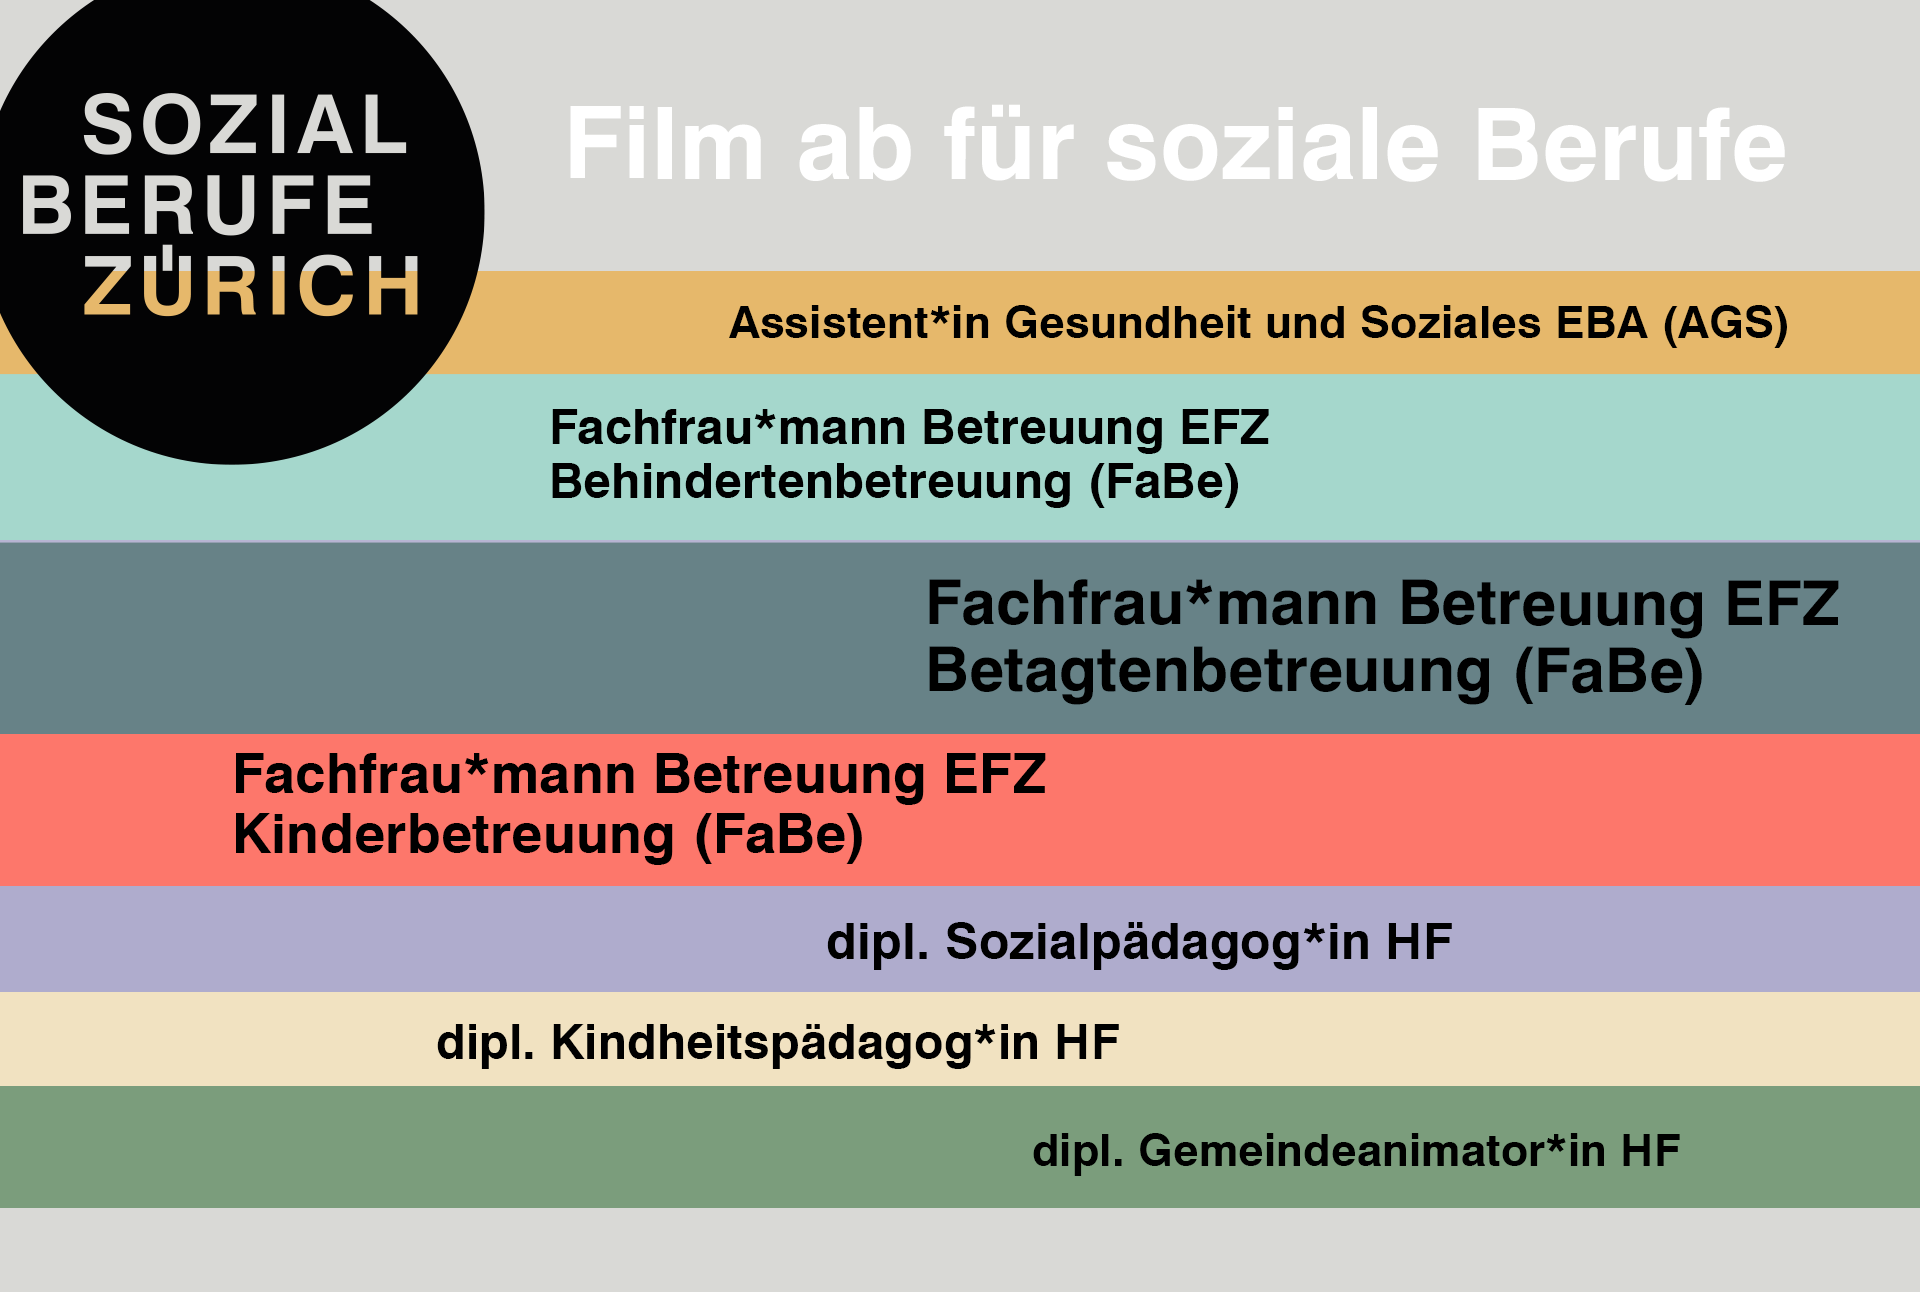 SOZIAL
BERUFE
ZÜRICH
Film ab für soziale Berufe
Assistent*in Gesundheit und Soziales EBA (AGS)
Fachfrau*mann Betreuung EFZ
Behindertenbetreuung (FaBe)
Fachfrau*mann Betreuung EFZ
Betagtenbetreuung (FaBe)
Fachfrau*mann Betreuung EFZ
Kinderbetreuung (FaBe)
dipl. Sozialpädagog*in HF
dipl. Kindheitspädagog*in HF
dipl. Gemeindeanimator*in HF